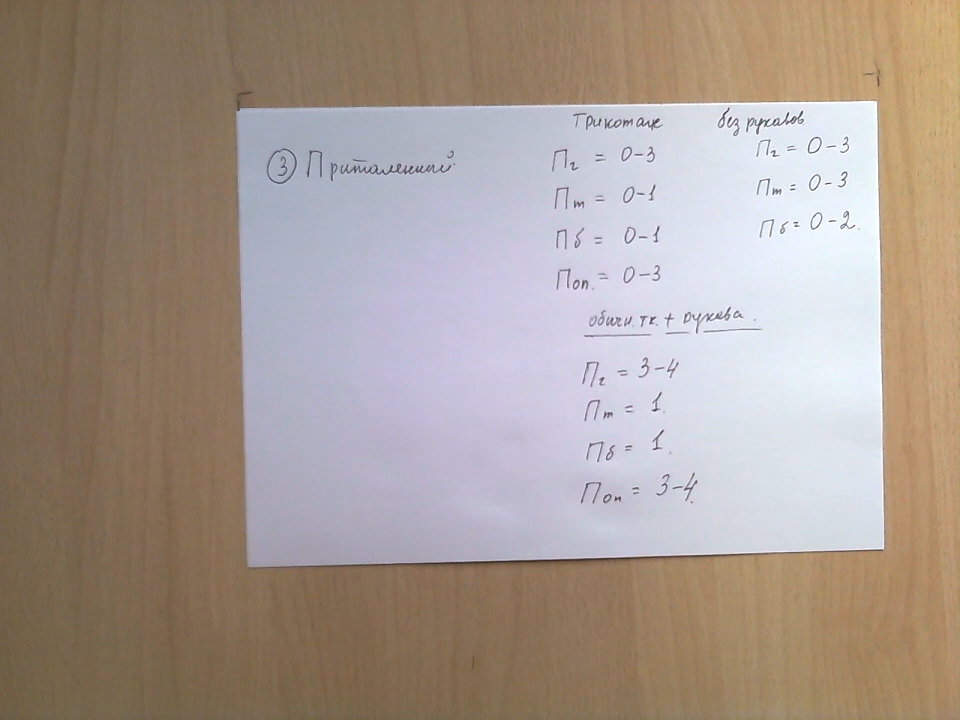 Трикотаж без рукавов
③ Приталенный
Пг = 0-3 Пг = 0-3
Пт = 0-1 Пт = 0-3
Пб = 0-1 Пб = 0-2.
Поп. = 0-3
обычн. тк. + рукава.
Пг = 3-4
Пт = 1.
Пб = 1.
Поп = 3-4.